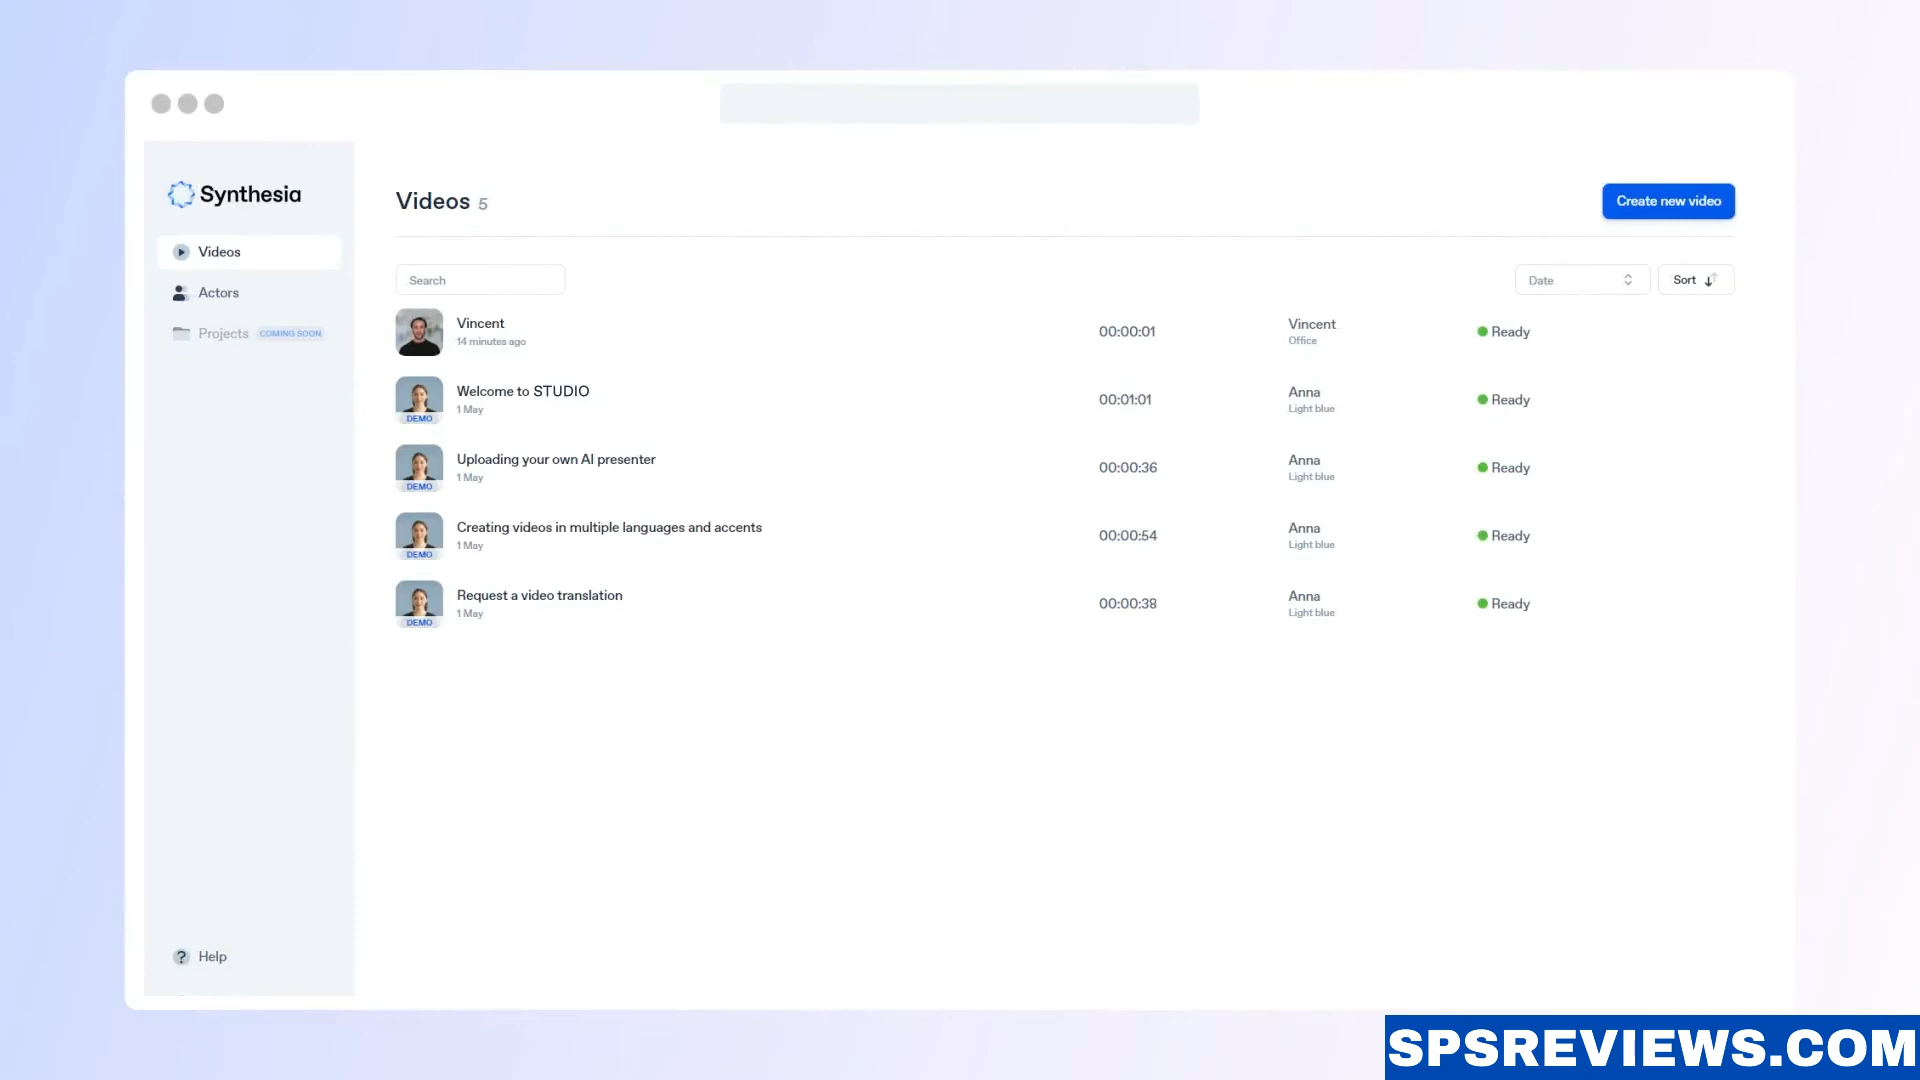 Synthesia
Videos
Actors
Projects COMING SOON
Help
Videos 5
Create new video
Search
Date
Sort
Vincent
14 minutes ago
00:00:01
Vincent
Office
Ready
DEMO
Welcome to STUDIO
1 May
00:01:01
Anna
Light blue
Ready
DEMO
Uploading your own AI presenter
1 May
00:00:36
Anna
Light blue
Ready
DEMO
Creating videos in multiple languages and accents
1 May
00:00:54
Anna
Light blue
Ready
DEMO
Request a video translation
1 May
00:00:38
Anna
Light blue
Ready
SPSREVIEWS.COM